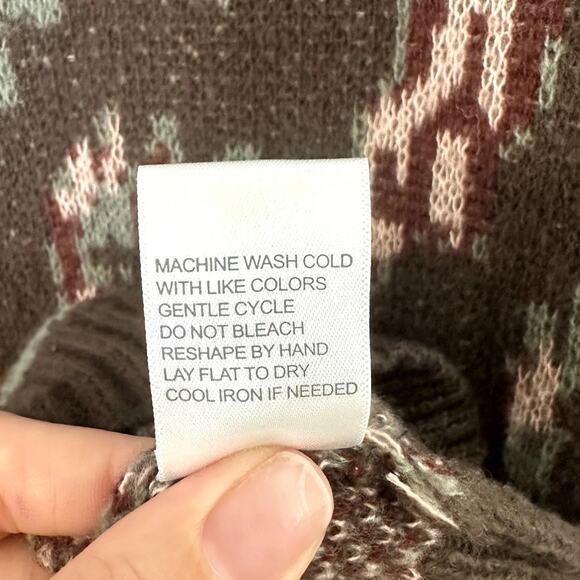 MACHINE WASH COLD
WITH LIKE COLORS
GENTLE CYCLE
DO NOT BLEACH
RESHAPE BY HAND
LAY FLAT TO DRY
COOL IRON IF NEEDED